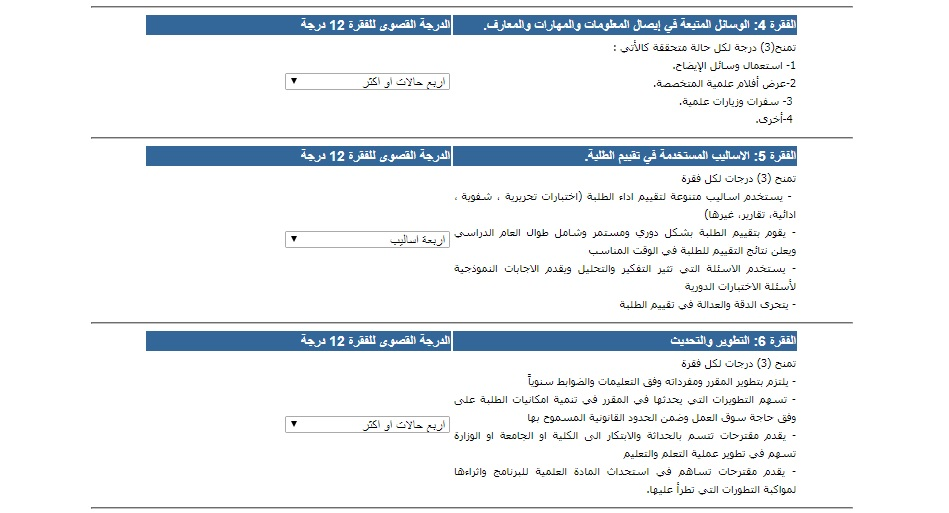 الفقرة 4: الوسائل المتبعة في إيصال المعلومات والمهارات والمعارف. الدرجة القصوى للفقرة 12 درجة
تمنح(3) درجة لكل حالة متحققة كالأتي :
1- استعمال وسائل الإيضاح.
2-عرض أفلام علمية المتخصصة.
اربع حالات او اكثر
3- سفرات وزيارات علمية.
4-أخرى.
الفقرة 5: الاساليب المستخدمة في تقييم الطلبة. الدرجة القصوى للفقرة 12 درجة
تمنح (3) درجات لكل فقرة
- يستخدم اساليب متنوعة لتقييم اداء الطلبة (اختبارات تحريرية ، شفوية ،
ادائية، تقارير، غيرها)
- يقوم بتقييم الطلبة بشكل دوري ومستمر وشامل طوال العام الدراسي
اربعة اساليب
ويعلن نتائج التقييم للطلبة في الوقت المناسب
- يستخدم الاسئلة التي تثير التفكير والتحليل ويقدم الاجابات النموذجية
لأسئلة الاختبارات الدورية
- يتحرى الدقة والعدالة في تقييم الطلبة
الفقرة 6: التطوير والتحديث الدرجة القصوى للفقرة 12 درجة
تمنح (3) درجات لكل فقرة
- يلتزم بتطوير المقرر ومفرداته وفق التعليمات والضوابط سنوياً
- تسهم التطويرات التي يحدثها في المقرر في تنمية امكانيات الطلبة على
وفق حاجة سوق العمل وضمن الحدود القانونية المسموح بها
اربع حالات او اكثر
- يقدم مقترحات تتسم بالحداثة والابتكار الى الكلية او الجامعة او الوزارة
تسهم في تطوير عملية التعلم والتعليم
- يقدم مقترحات تساهم في استحداث المادة العلمية للبرنامج واثراءها
لمواكبة التطورات التي تطرأ عليها.